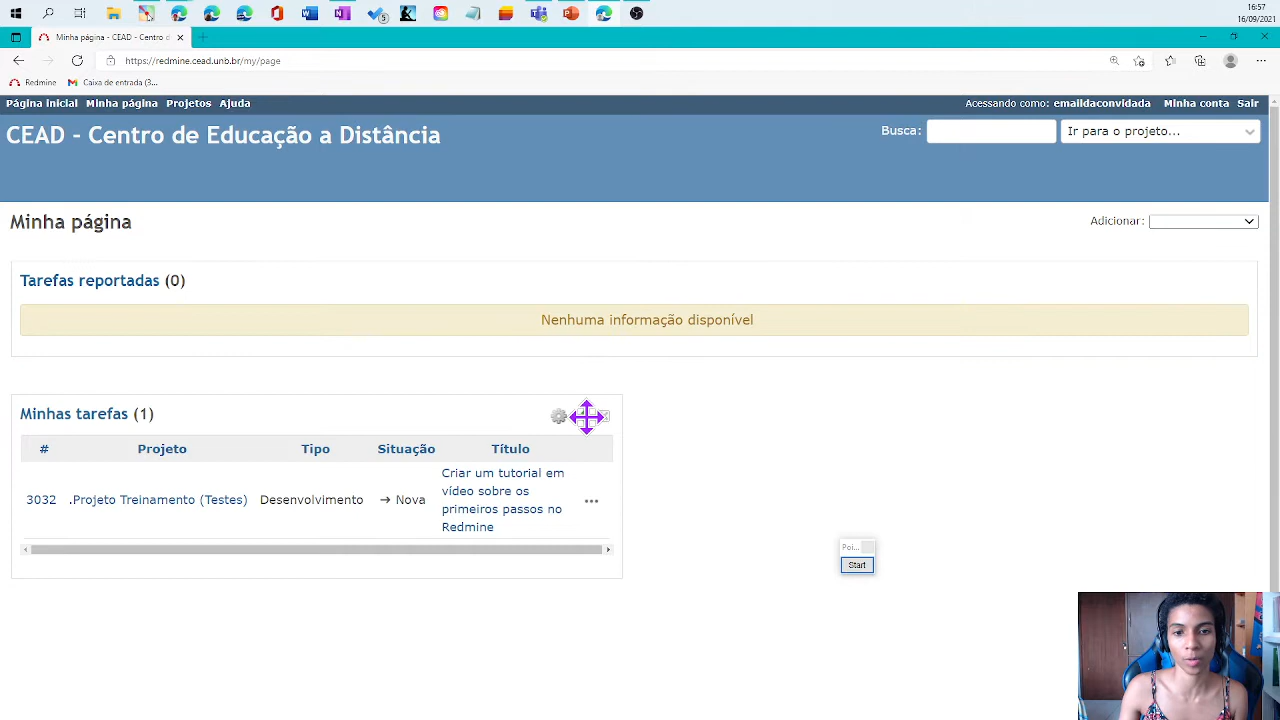 16:57
16/09/2021
5
Minha página - CEAD - Centro d
https://redmine.cead.unb.br/my/page
Redmine
Caixa de entrada (3...
Página inicial Minha página Projetos Ajuda
Acessando como: emaildaconvidada Minha conta Sair
CEAD - Centro de Educação a Distância
Busca:
Ir para o projeto...
Minha página
Adicionar:
Tarefas reportadas (0)
Nenhuma informação disponível
Minhas tarefas (1)
# Projeto Tipo Situação Título
3032 .Projeto Treinamento (Testes) Desenvolvimento → Nova
Criar um tutorial em
vídeo sobre os
primeiros passos no
Redmine
Poi...
Start